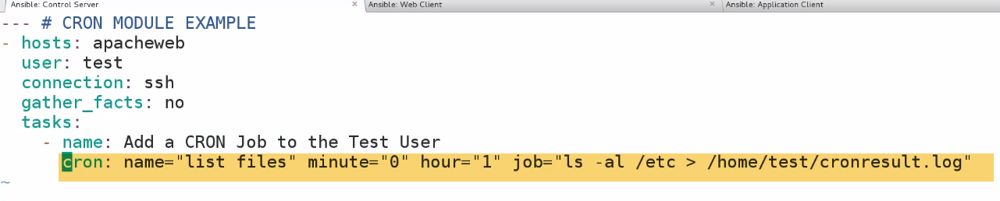 Ansible: Control Server × Ansible: Web Client × Ansible: Application Client
--- # CRON MODULE EXAMPLE
- hosts: apacheweb
  user: test
  connection: ssh
  gather_facts: no
  tasks:
    - name: Add a CRON Job to the Test User
      cron: name="list files" minute="0" hour="1" job="ls -al /etc > /home/test/cronresult.log"
~